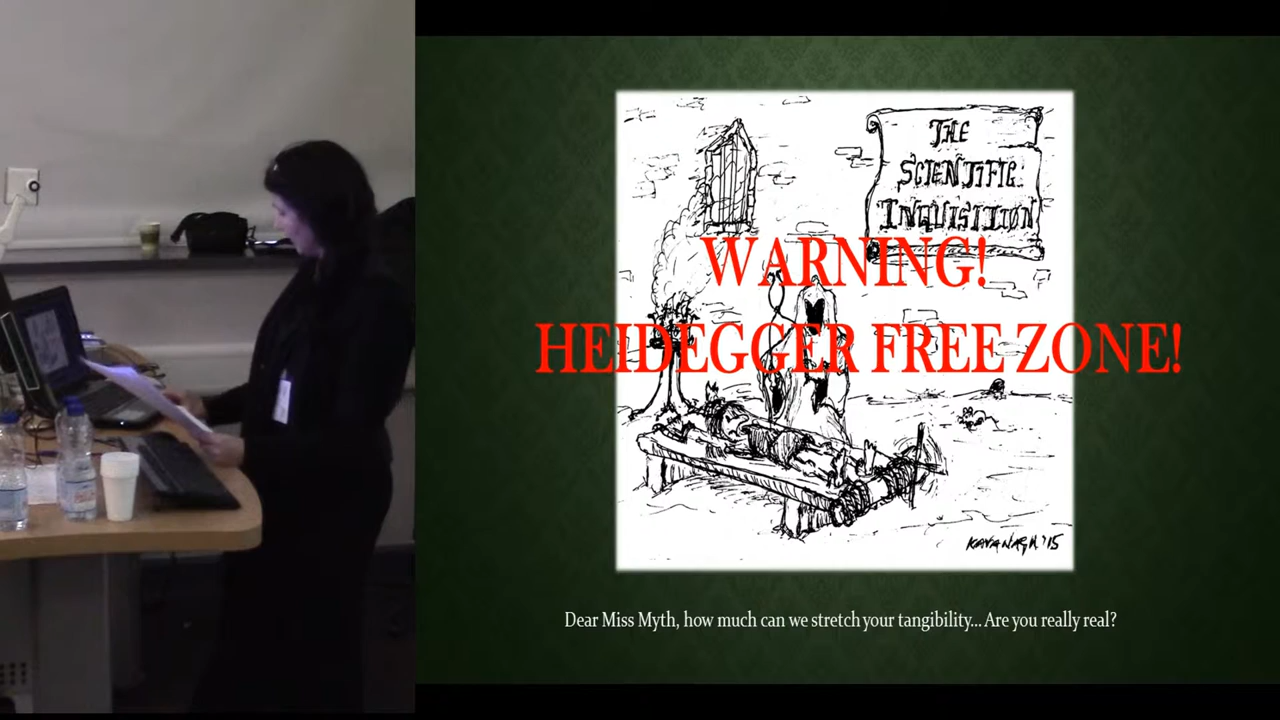 THE
SCIENTIFIC
INQUISITION
WARNING!
HEIDEGGER FREE ZONE!
KAVANAGH '15
Dear Miss Myth, how much can we stretch your tangibility... Are you really real?